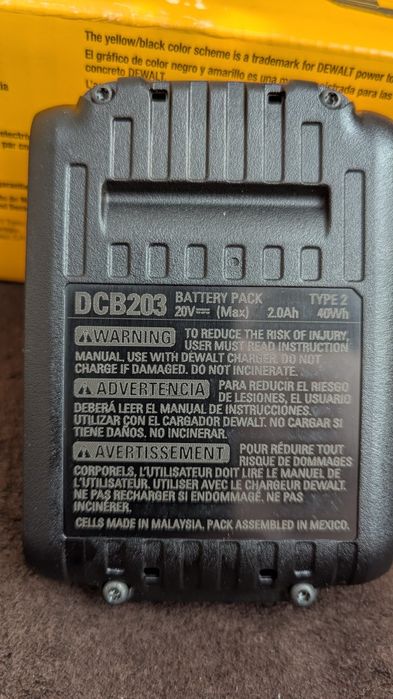 The yellow/black color scheme is a trademark for DEWALT power to
El gráfico de color negro y amarillo es una m
istrada para las
concreto DEWALT.
DCB203 BATTERY PACK TYPE 2
20V⎓ (Max) 2.0Ah 40Wh
WARNING TO REDUCE THE RISK OF INJURY,
USER MUST READ INSTRUCTION
MANUAL. USE WITH DEWALT CHARGER. DO NOT
CHARGE IF DAMAGED. DO NOT INCINERATE.
ADVERTENCIA PARA REDUCIR EL RIESGO
DE LESIONES, EL USUARIO
DEBERÁ LEER EL MANUAL DE INSTRUCCIONES.
UTILIZAR CON EL CARGADOR DEWALT. NO CARGAR SI
TIENE DAÑOS. NO INCINERAR.
AVERTISSEMENT POUR RÉDUIRE TOUT
RISQUE DE DOMMAGES
CORPORELS, L'UTILISATEUR DOIT LIRE LE MANUEL DE
L'UTILISATEUR. UTILISER AVEC LE CHARGEUR DEWALT.
NE PAS RECHARGER SI ENDOMMAGÉ. NE PAS
INCINÉRER.
CELLS MADE IN MALAYSIA, PACK ASSEMBLED IN MEXICO.